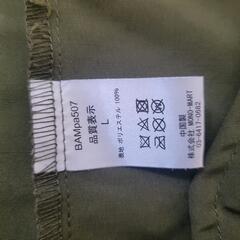 BAMpa507
品質表示
L
表地 ポリエステル 100%
中国製
株式会社 MONO-MART
03-6417-0682